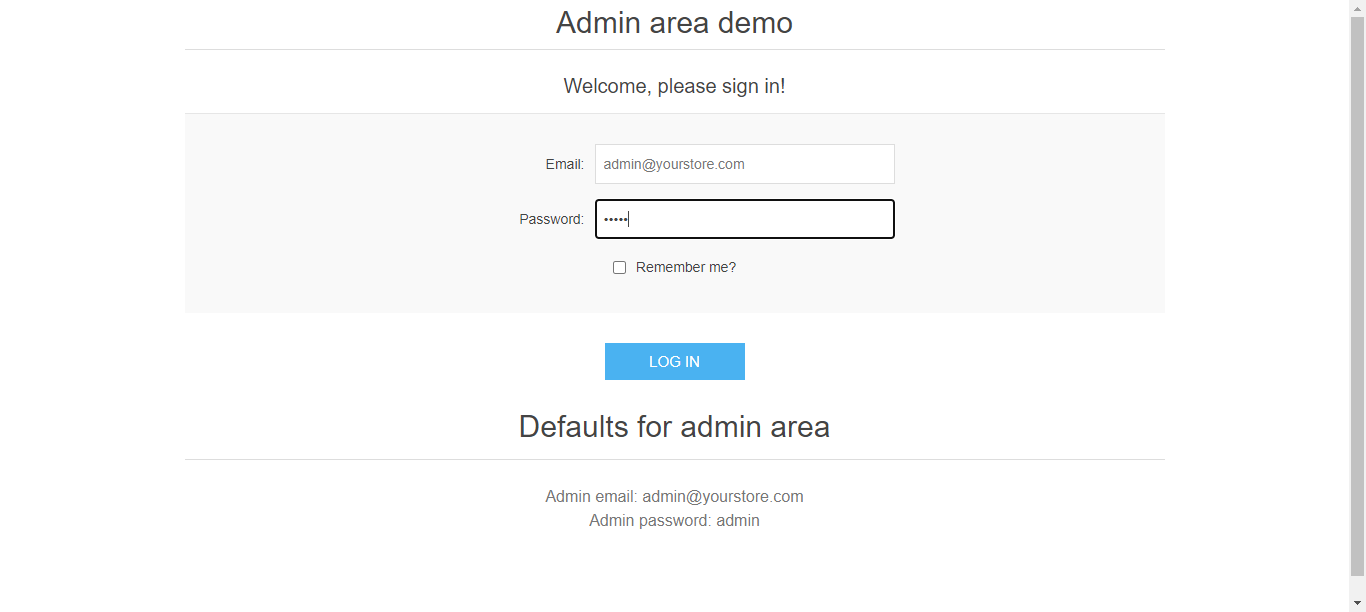 Admin area demo
Welcome, please sign in!
Email: admin@yourstore.com
Password: •••••
Remember me?
LOG IN
Defaults for admin area
Admin email: admin@yourstore.com
Admin password: admin